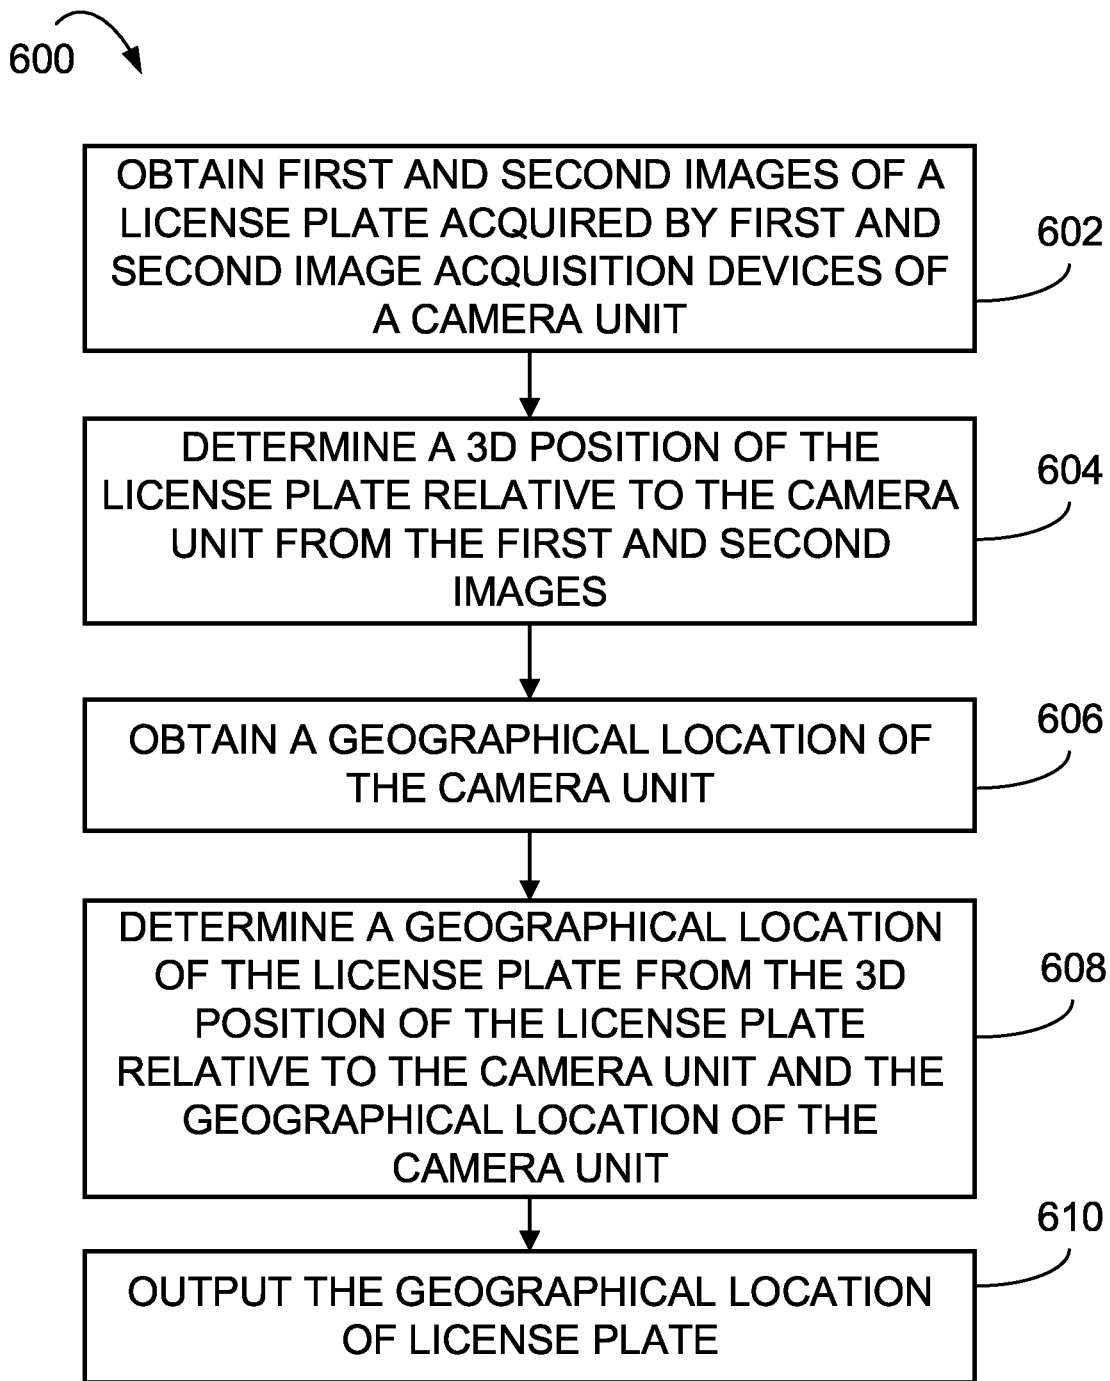 600
OBTAIN FIRST AND SECOND IMAGES OF A
LICENSE PLATE ACQUIRED BY FIRST AND
SECOND IMAGE ACQUISITION DEVICES OF
A CAMERA UNIT
602
DETERMINE A 3D POSITION OF THE
LICENSE PLATE RELATIVE TO THE CAMERA
UNIT FROM THE FIRST AND SECOND
IMAGES
604
OBTAIN A GEOGRAPHICAL LOCATION OF
THE CAMERA UNIT
606
DETERMINE A GEOGRAPHICAL LOCATION
OF THE LICENSE PLATE FROM THE 3D
POSITION OF THE LICENSE PLATE
RELATIVE TO THE CAMERA UNIT AND THE
GEOGRAPHICAL LOCATION OF THE
CAMERA UNIT
608
OUTPUT THE GEOGRAPHICAL LOCATION
OF LICENSE PLATE
610